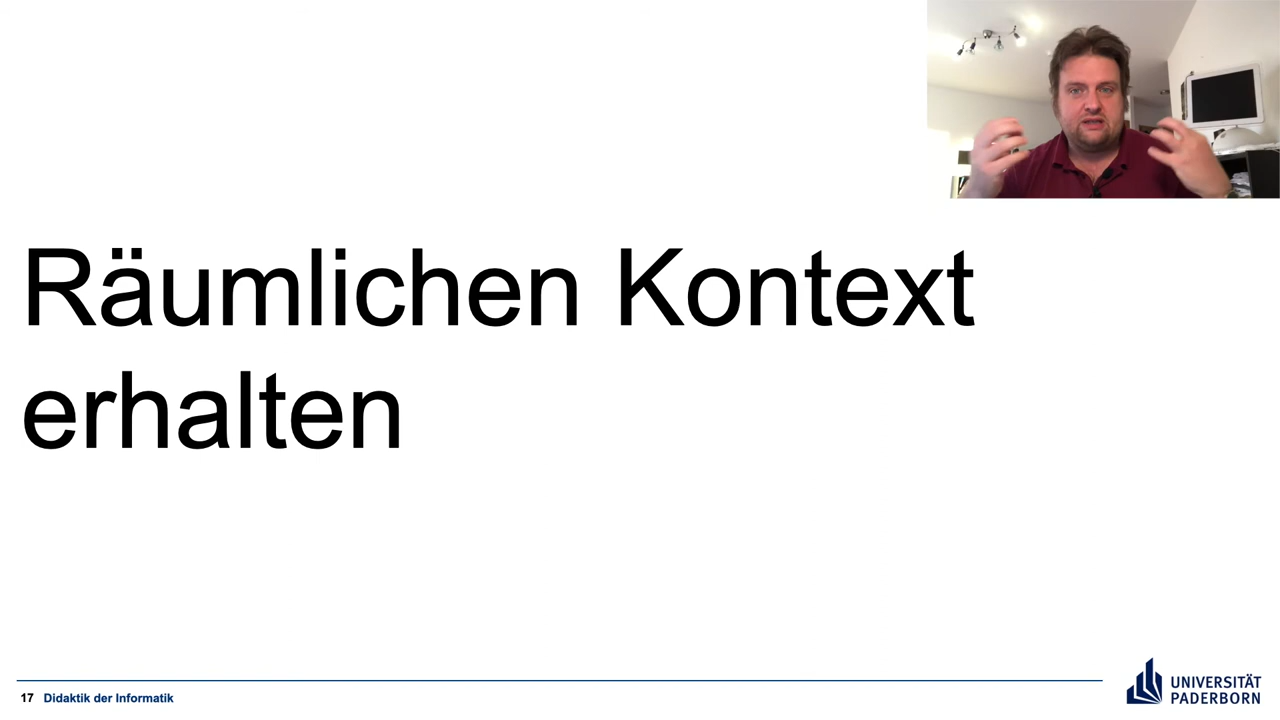 Räumlichen Kontext
erhalten
17 Didaktik der Informatik
UNIVERSITÄT
PADERBORN